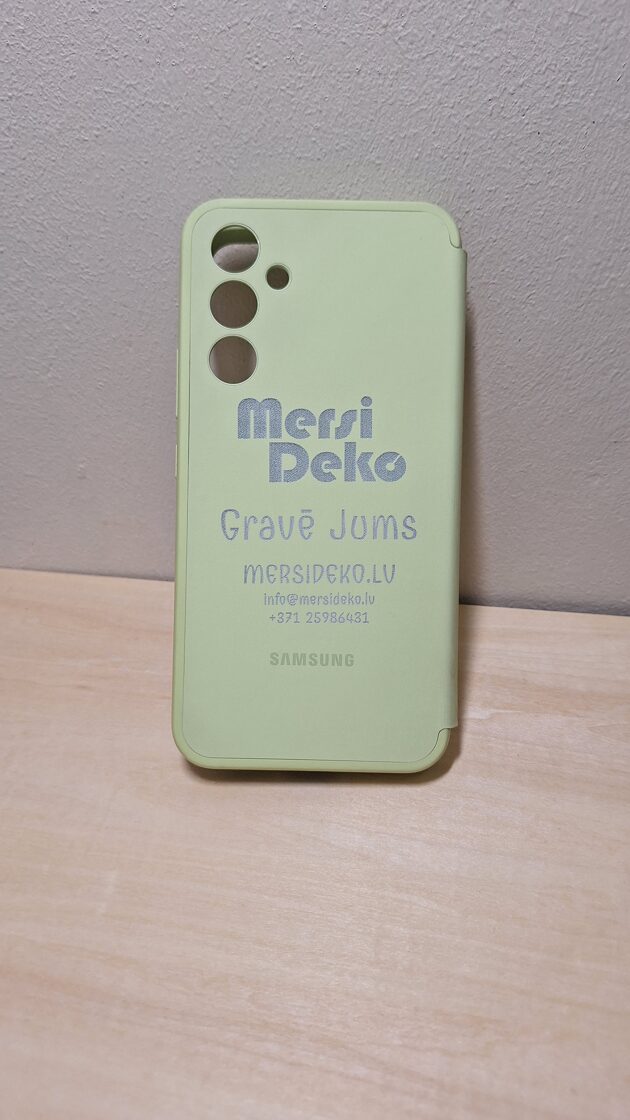 Mersi
Deko
Gravē Jums
MERSIDEKO.LV
info@mersideko.lv
+371 25986431
SAMSUNG